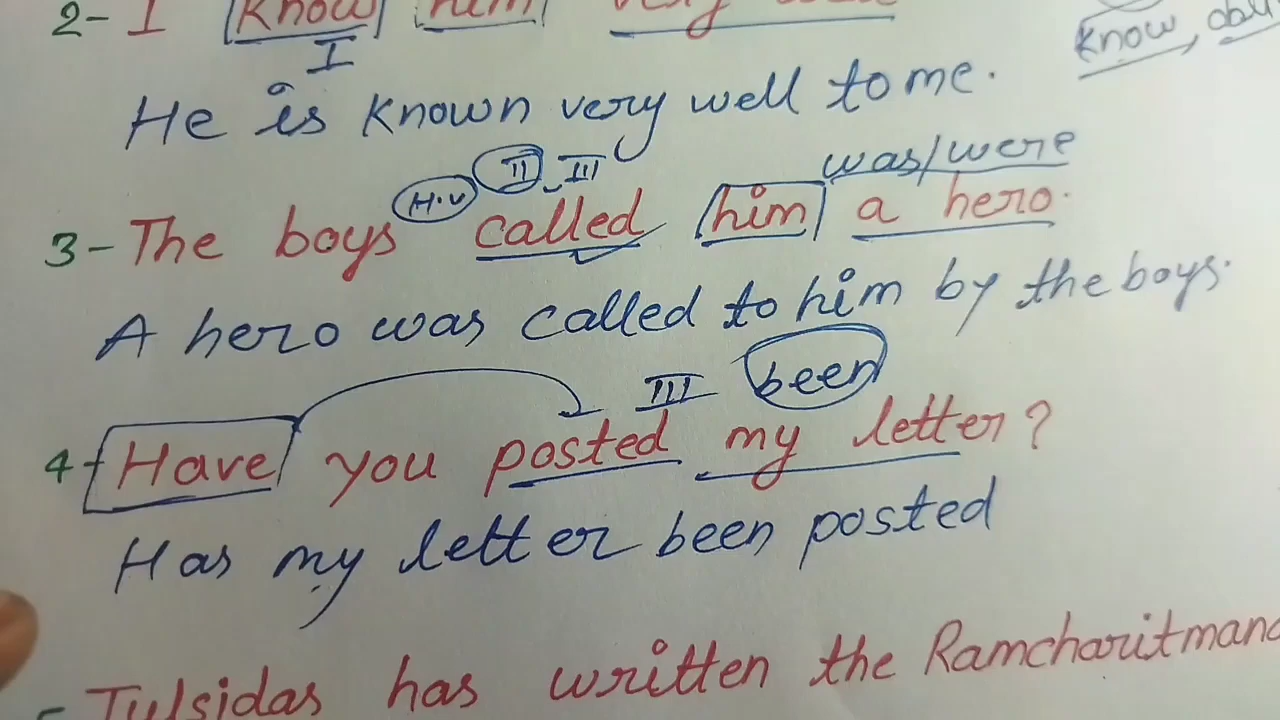 2- I know him very
I
know,
He is known very well to me.
was/were
H.V II III
3- The boys called him a hero.
A hero was called to him by the boys.
III been
4- Have you posted my letter?
Has my letter been posted
Tulsidas has written the Ramcharitmana